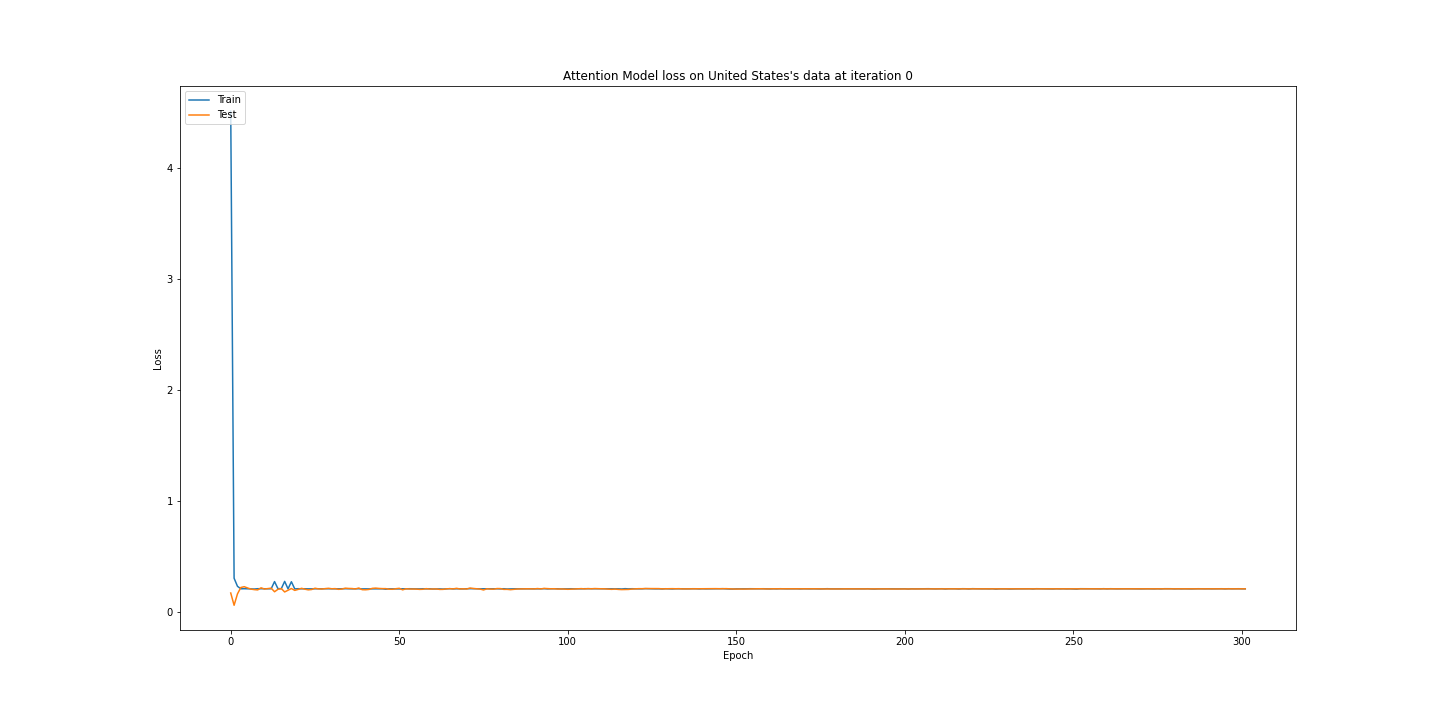 Attention Model loss on United States's data at iteration 0
Train
Test
4
3
2
1
0
Loss
0 50 100 150 200 250 300
Epoch